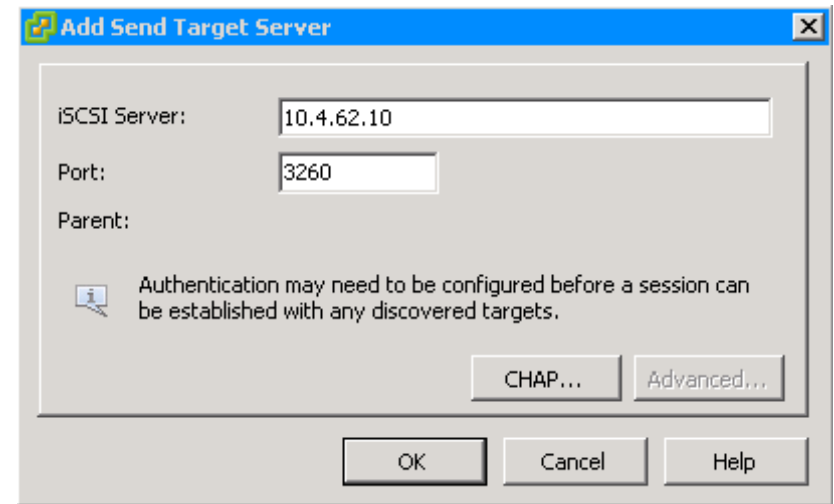 Add Send Target Server
iSCSI Server: 10.4.62.10
Port: 3260
Parent:
Authentication may need to be configured before a session can
be established with any discovered targets.
CHAP... Advanced...
OK Cancel Help